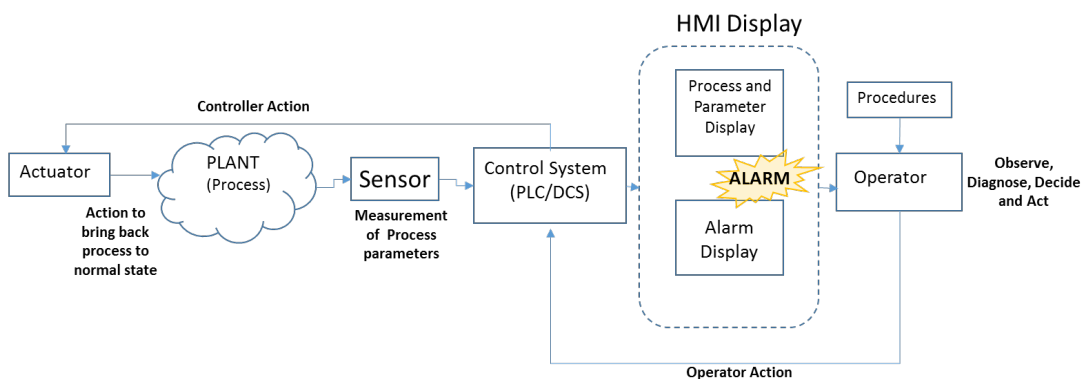 HMI Display
Controller Action
Process and
Parameter
Display
Procedures
Actuator
PLANT
(Process)
Sensor
Control System
(PLC/DCS)
ALARM
Operator
Observe,
Diagnose, Decide
and Act
Action to
bring back
process to
normal state
Measurement
of Process
parameters
Alarm
Display
Operator Action